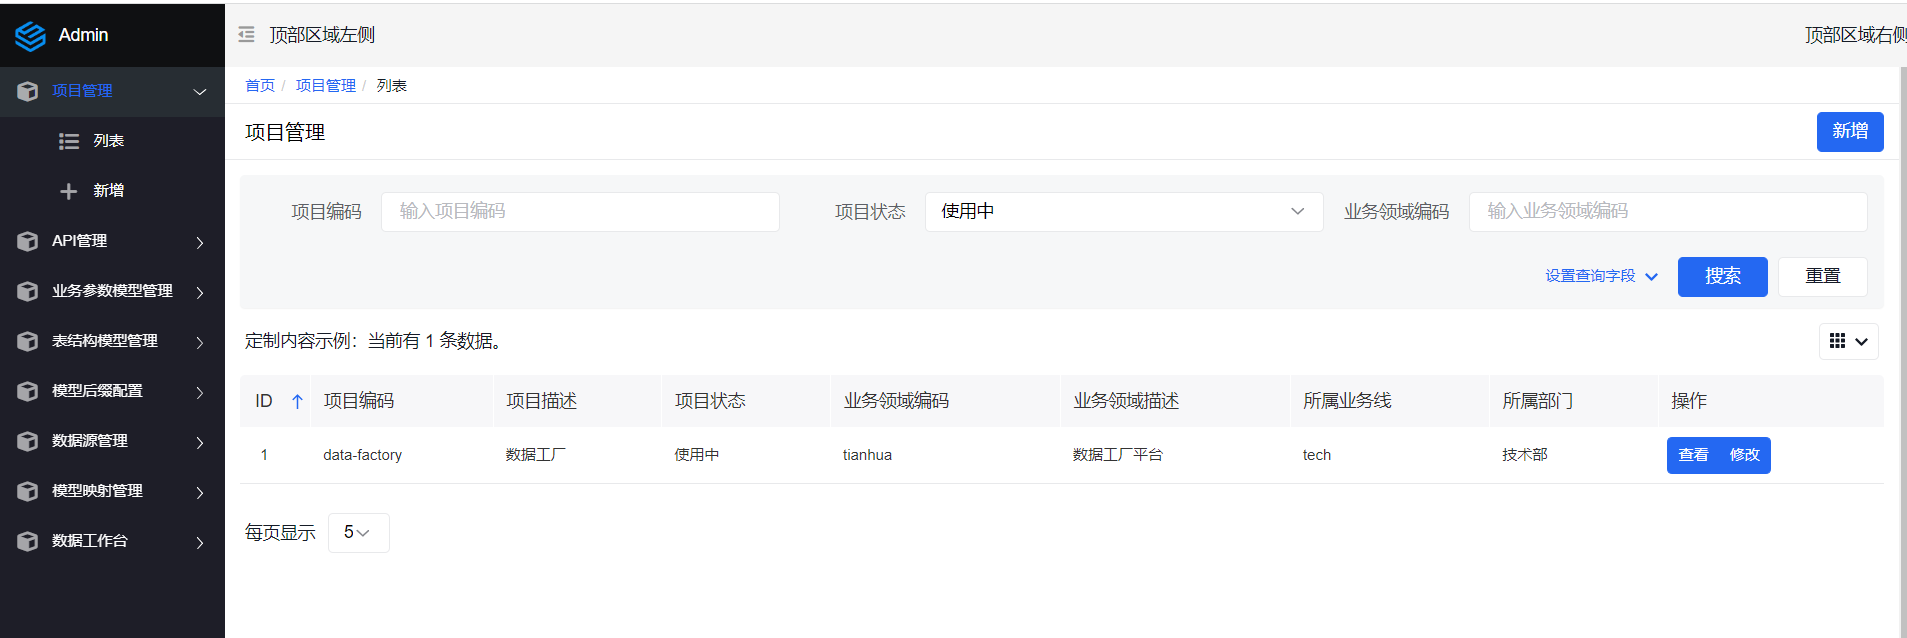 Admin
顶部区域左侧
顶部区域右侧
项目管理
列表
新增
API管理
业务参数模型管理
表结构模型管理
模型后缀配置
数据源管理
模型映射管理
数据工作台
首页 / 项目管理 / 列表
项目管理
新增
项目编码 输入项目编码 项目状态 使用中 业务领域编码 输入业务领域编码
设置查询字段 搜索 重置
定制内容示例：当前有 1 条数据。
ID 项目编码 项目描述 项目状态 业务领域编码 业务领域描述 所属业务线 所属部门 操作
1 data-factory 数据工厂 使用中 tianhua 数据工厂平台 tech 技术部 查看 修改
每页显示 5